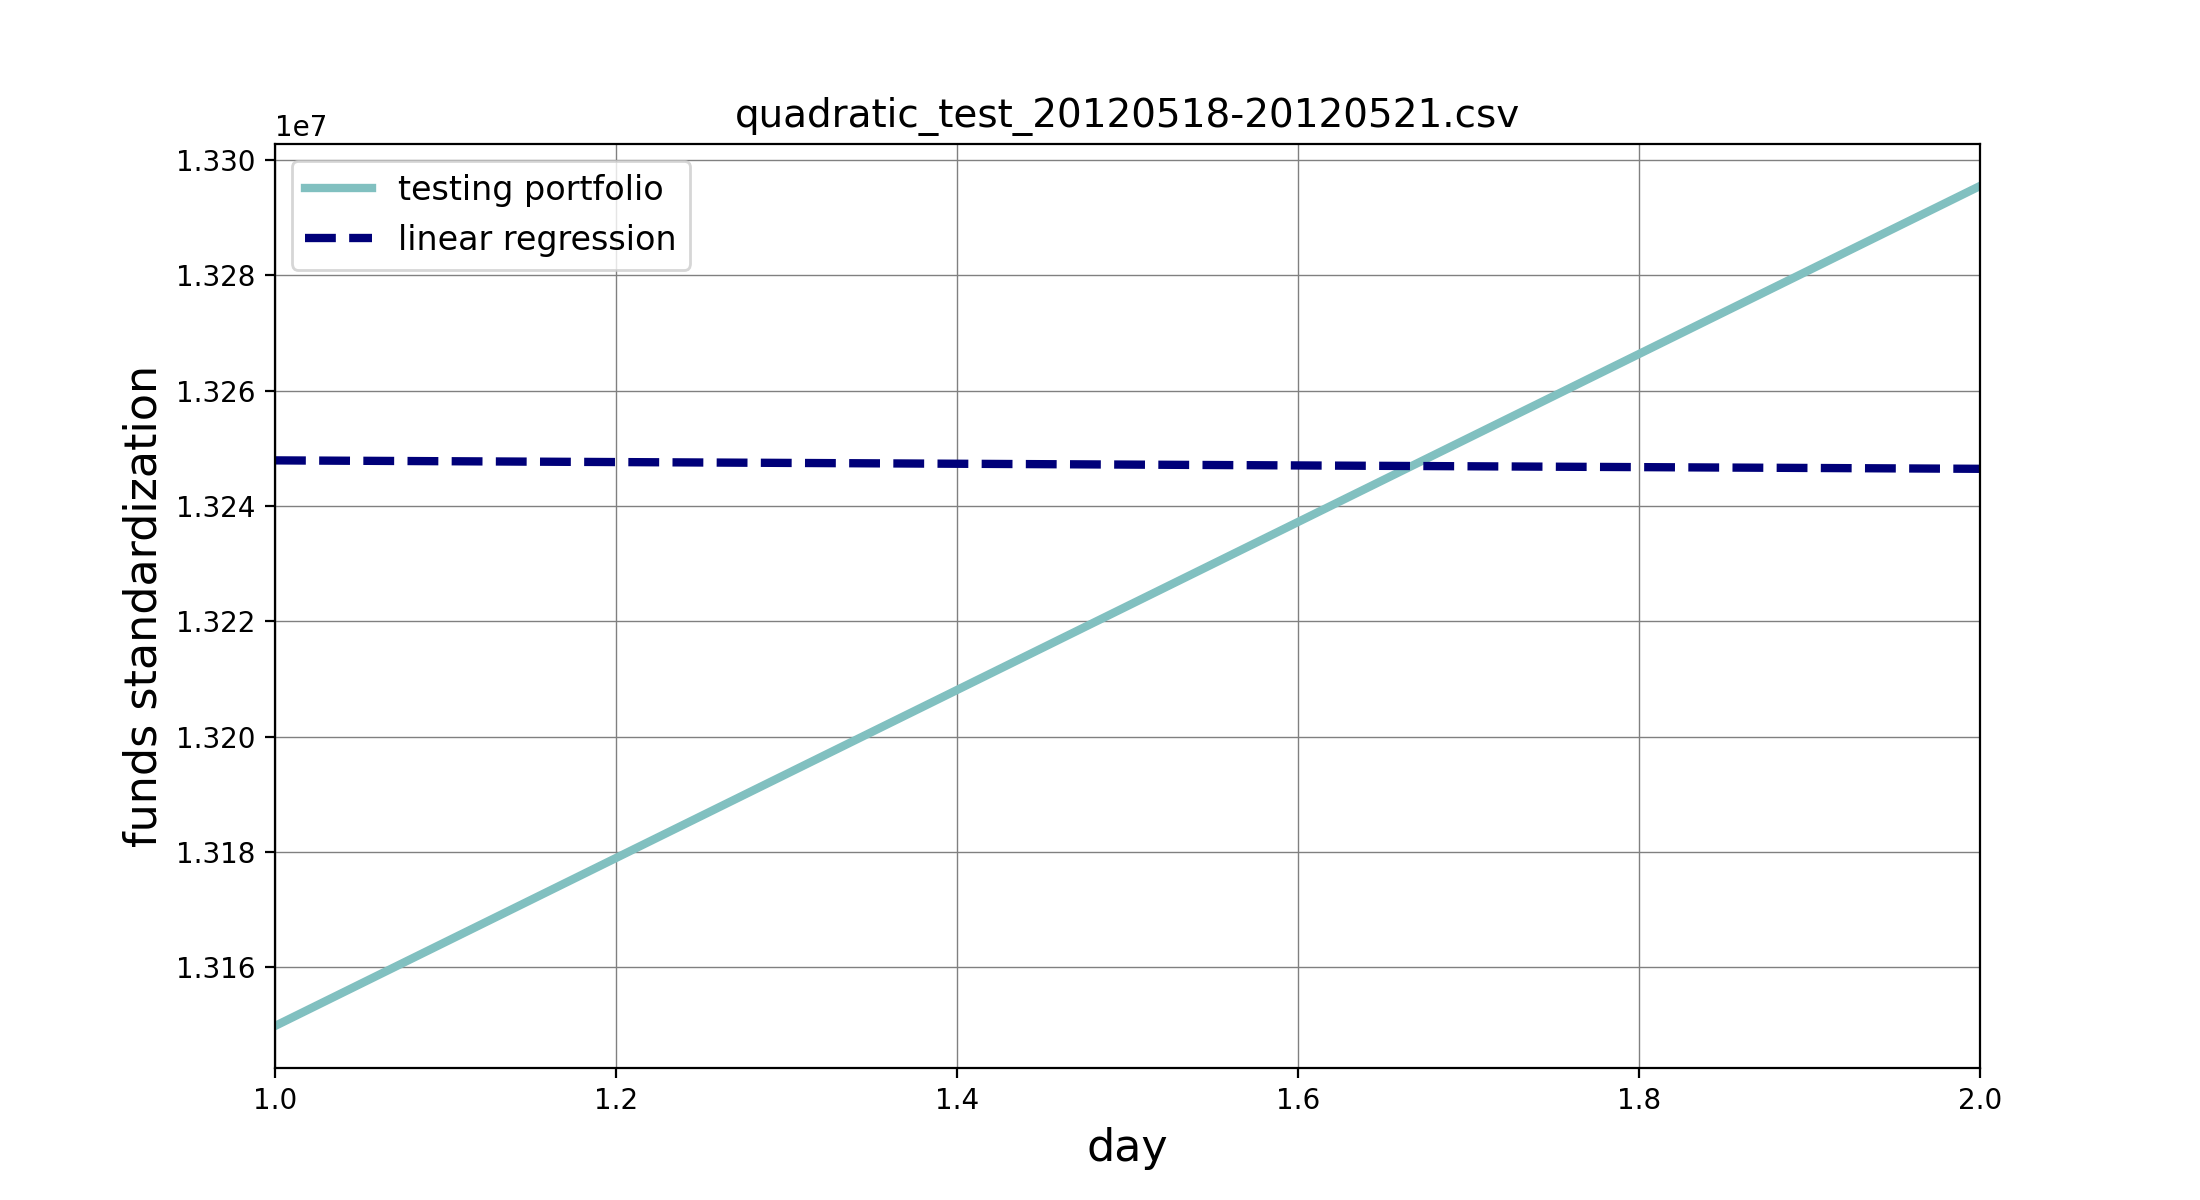 quadratic_test_20120518-20120521.csv
1e7
testing portfolio
linear regression
funds standardization
1.330
1.328
1.326
1.324
1.322
1.320
1.318
1.316
1.0 1.2 1.4 1.6 1.8 2.0
day